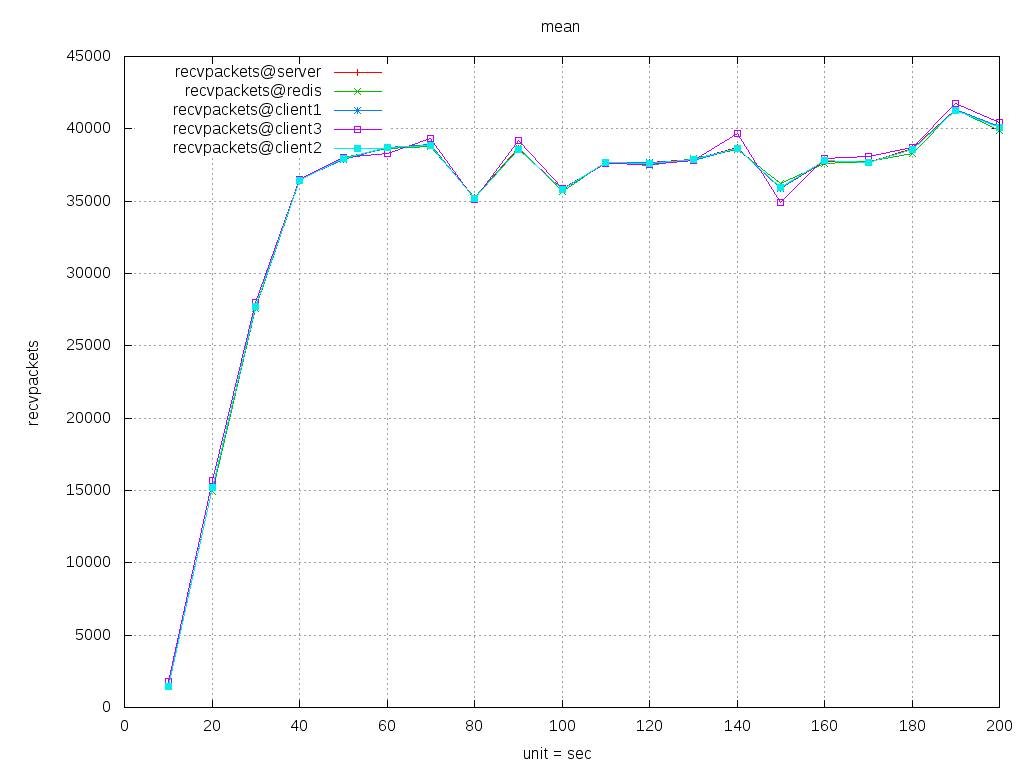 mean
45000
40000
35000
30000
25000
20000
15000
10000
5000
0
recvpackets
recvpackets@server
recvpackets@redis
recvpackets@client1
recvpackets@client3
recvpackets@client2
0 20 40 60 80 100 120 140 160 180 200
unit = sec